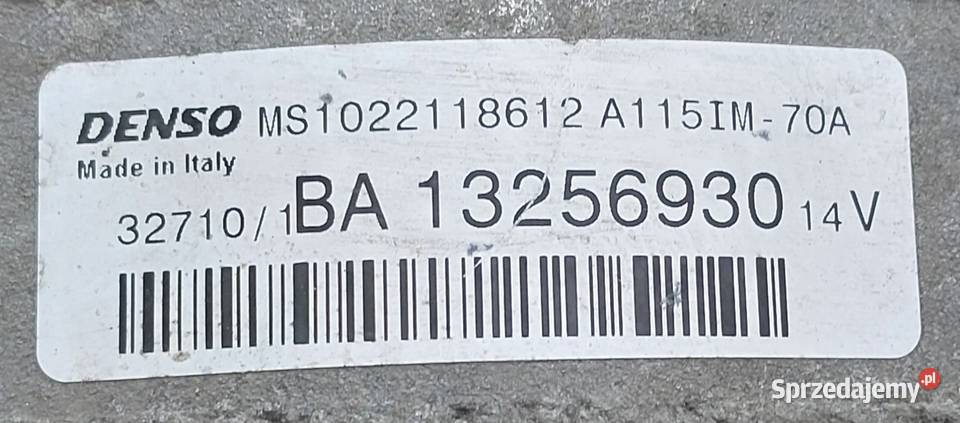 DENSO MS1022118612 A115IM-70A
Made in Italy
32710/1BA 13256930 14V
Sprzedajemy.pl